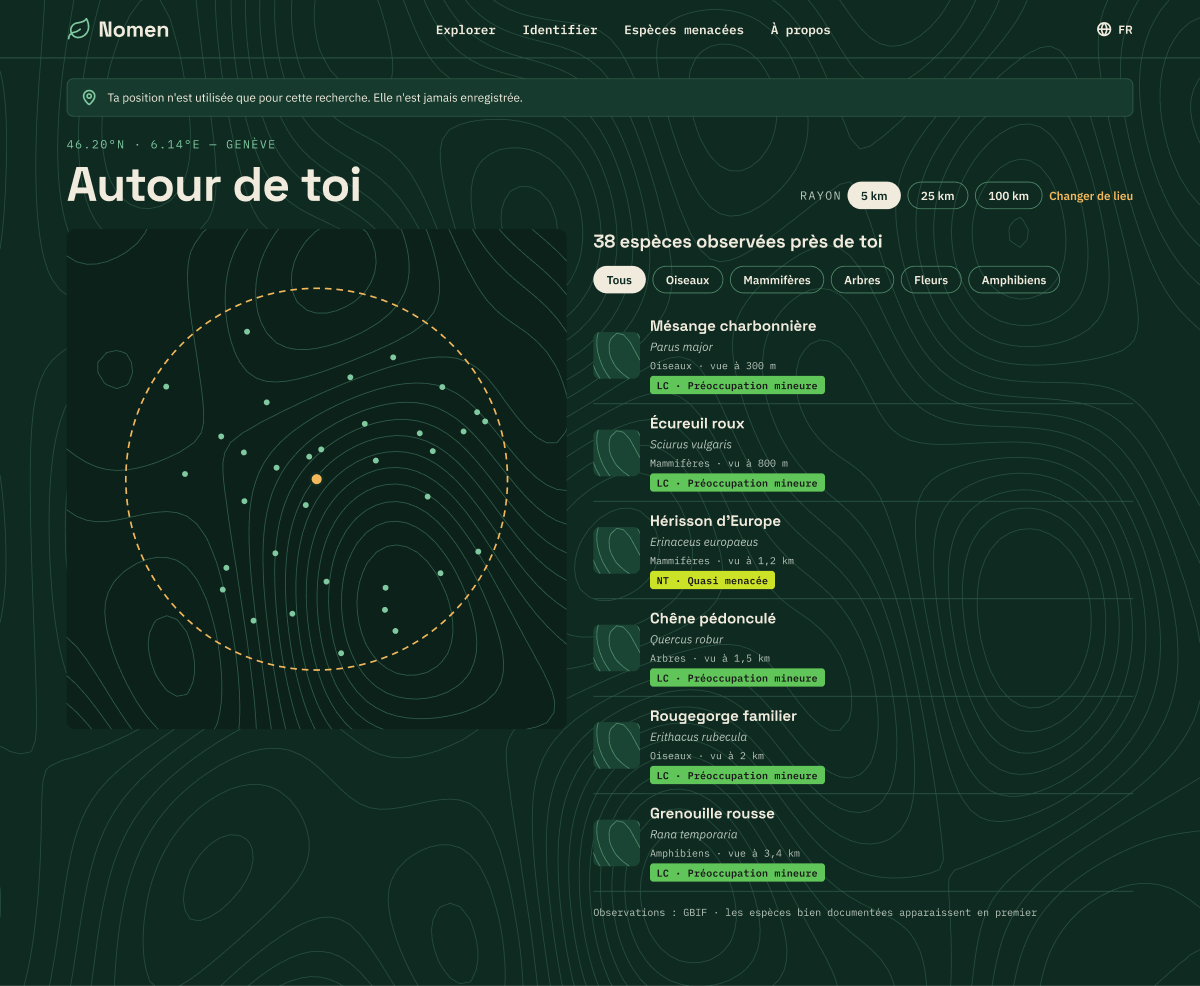 Nomen
Explorer
Identifier
Espèces menacées
À propos
FR
Ta position n'est utilisée que pour cette recherche. Elle n'est jamais enregistrée.
46.20°N · 6.14°E — GENÈVE
Autour de toi
RAYON
5 km
25 km
100 km
Changer de lieu
38 espèces observées près de toi
Tous
Oiseaux
Mammifères
Arbres
Fleurs
Amphibiens
Mésange charbonnière
Parus major
Oiseaux · vue à 300 m
LC · Préoccupation mineure
Écureuil roux
Sciurus vulgaris
Mammifères · vu à 800 m
LC · Préoccupation mineure
Hérisson d’Europe
Erinaceus europaeus
Mammifères · vu à 1,2 km
NT · Quasi menacée
Chêne pédonculé
Quercus robur
Arbres · vu à 1,5 km
LC · Préoccupation mineure
Rougegorge familier
Erithacus rubecula
Oiseaux · vu à 2 km
LC · Préoccupation mineure
Grenouille rousse
Rana temporaria
Amphibiens · vue à 3,4 km
LC · Préoccupation mineure
Observations : GBIF · les espèces bien documentées apparaissent en premier